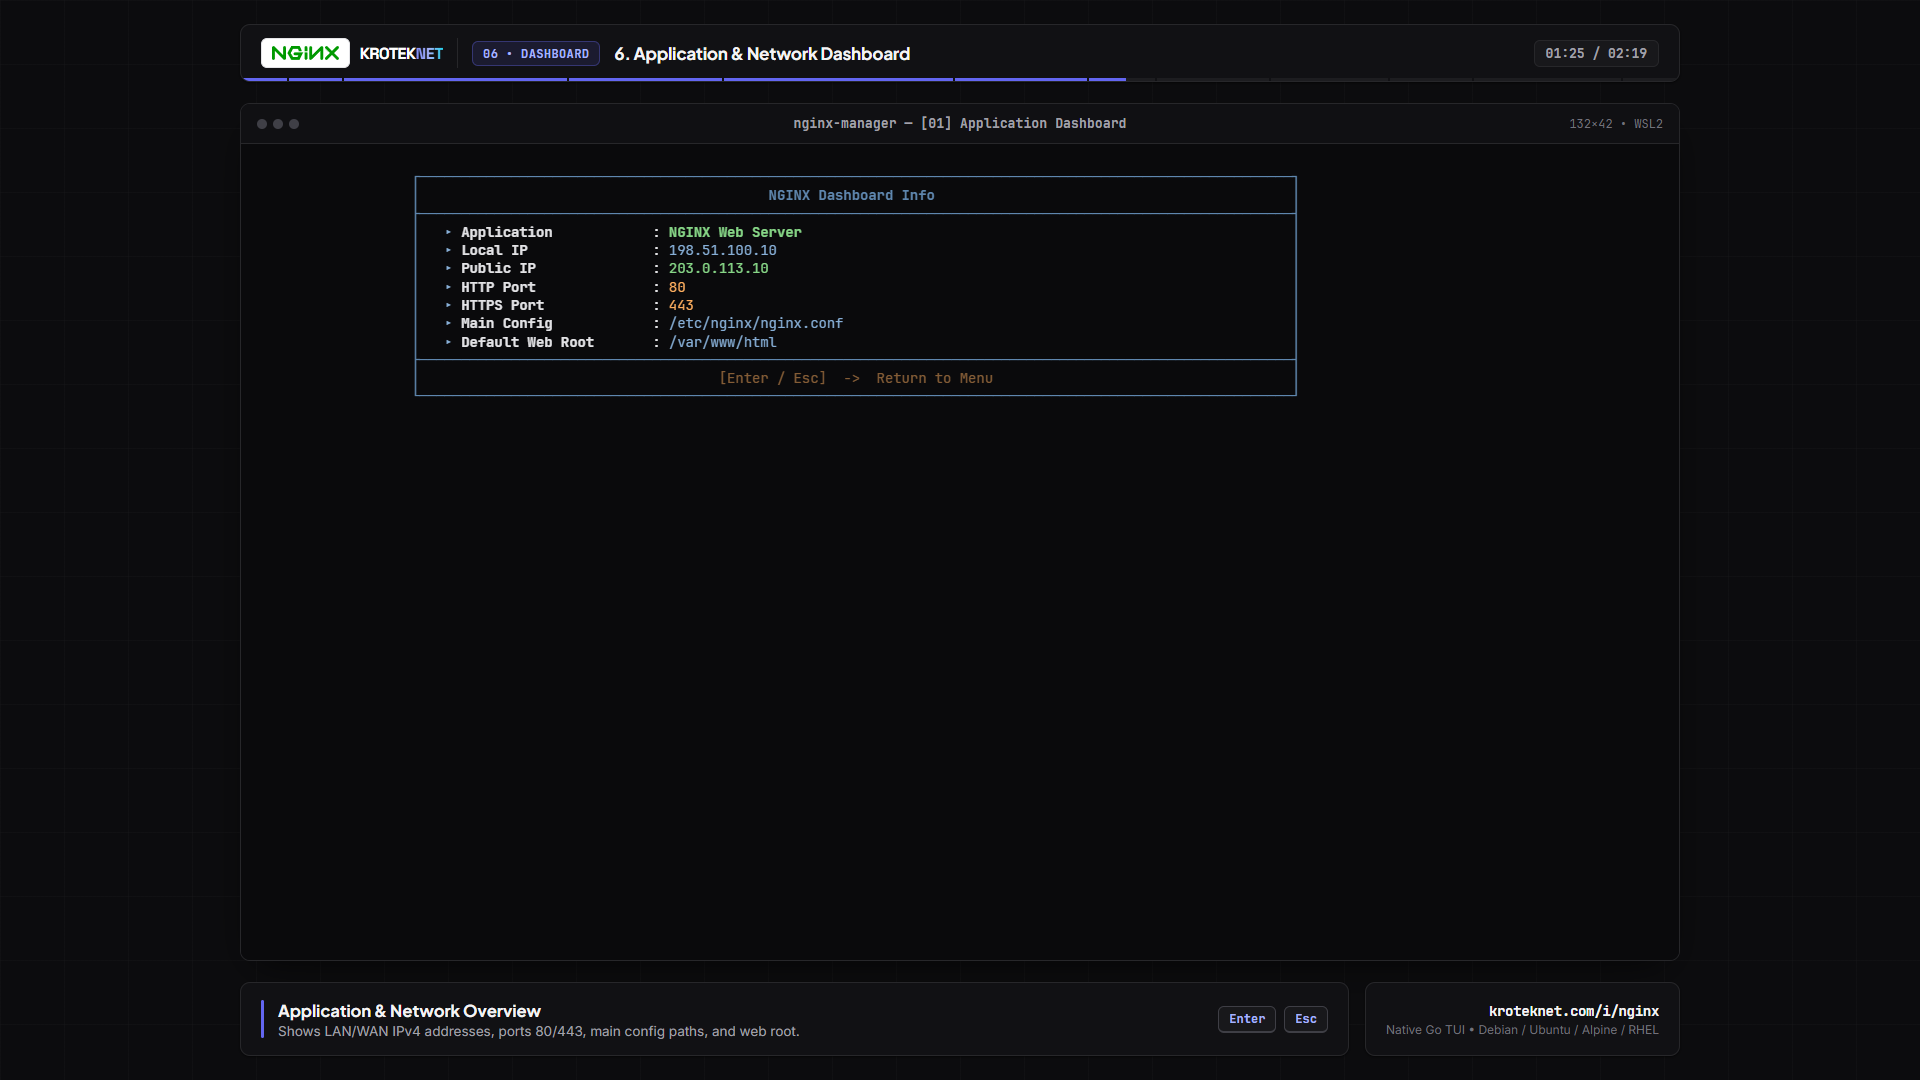 NGINX KROTEKNET 06 • DASHBOARD 6. Application & Network Dashboard 01:25 / 02:19
nginx-manager — [01] Application Dashboard 132×42 • WSL2
NGINX Dashboard Info
▸ Application : NGINX Web Server
▸ Local IP : 198.51.100.10
▸ Public IP : 203.0.113.10
▸ HTTP Port : 80
▸ HTTPS Port : 443
▸ Main Config : /etc/nginx/nginx.conf
▸ Default Web Root : /var/www/html
[Enter / Esc] -> Return to Menu
Application & Network Overview
Shows LAN/WAN IPv4 addresses, ports 80/443, main config paths, and web root.
Enter Esc
kroteknet.com/i/nginx
Native Go TUI • Debian / Ubuntu / Alpine / RHEL